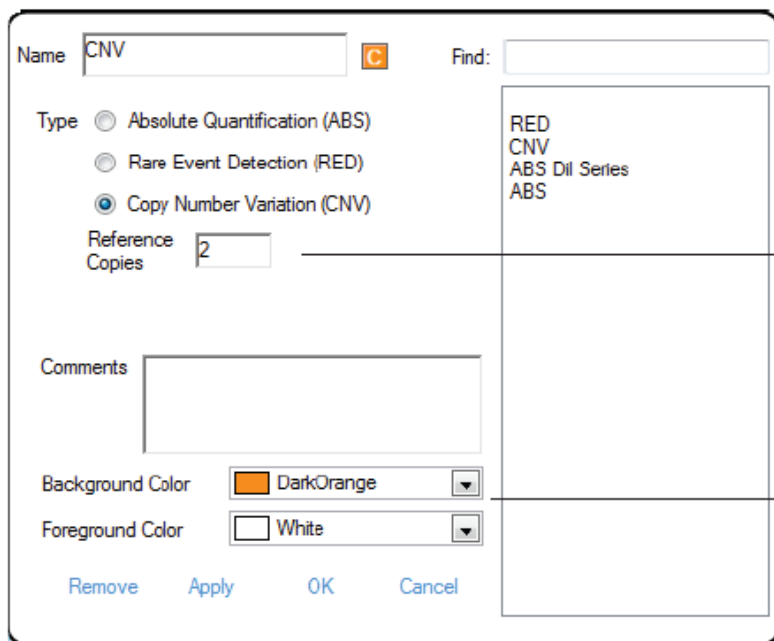 Name CNV C Find:
Type Absolute Quantification (ABS)
Rare Event Detection (RED)
Copy Number Variation (CNV)
Reference
Copies 2
RED
CNV
ABS Dil Series
ABS
Comments
Background Color DarkOrange
Foreground Color White
Remove Apply OK Cancel